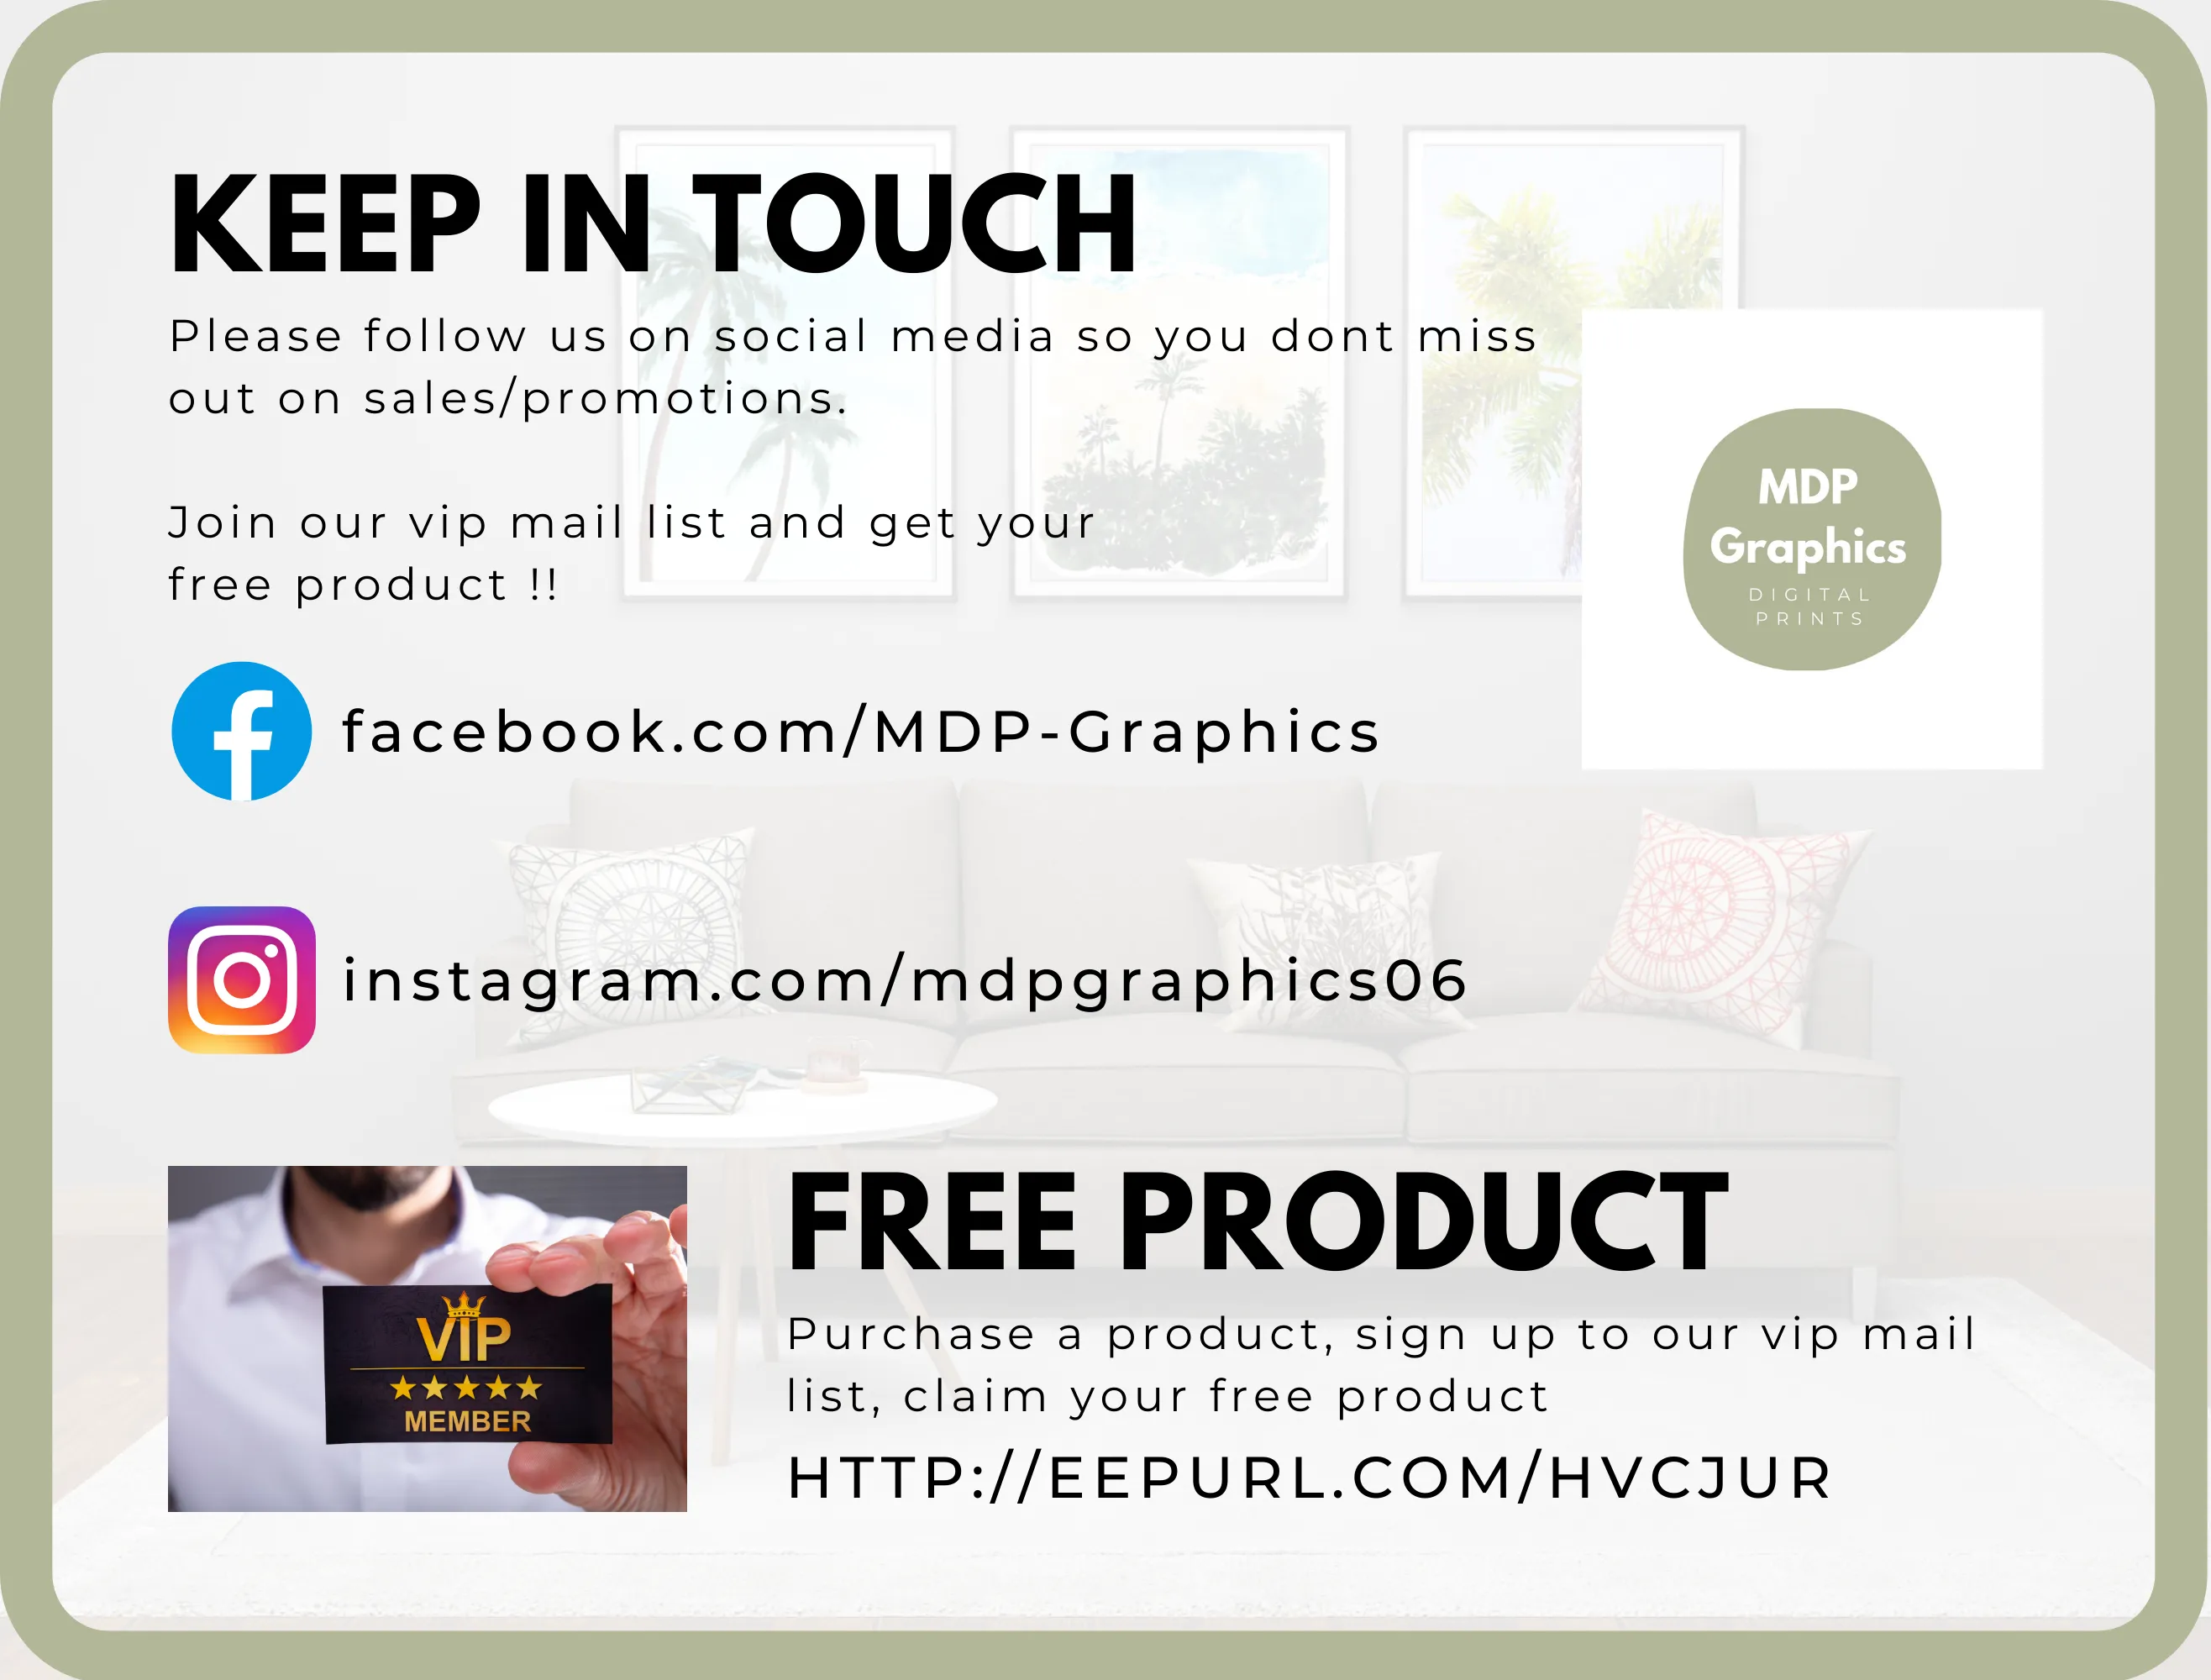 KEEP IN TOUCH
Please follow us on social media so you dont miss
out on sales/promotions.
Join our vip mail list and get your
free product !!
MDP
Graphics
DIGITAL
PRINTS
facebook.com/MDP-Graphics
instagram.com/mdpgraphics06
VIP
MEMBER
FREE PRODUCT
Purchase a product, sign up to our vip mail
list, claim your free product
HTTP://EEPURL.COM/HVCJUR